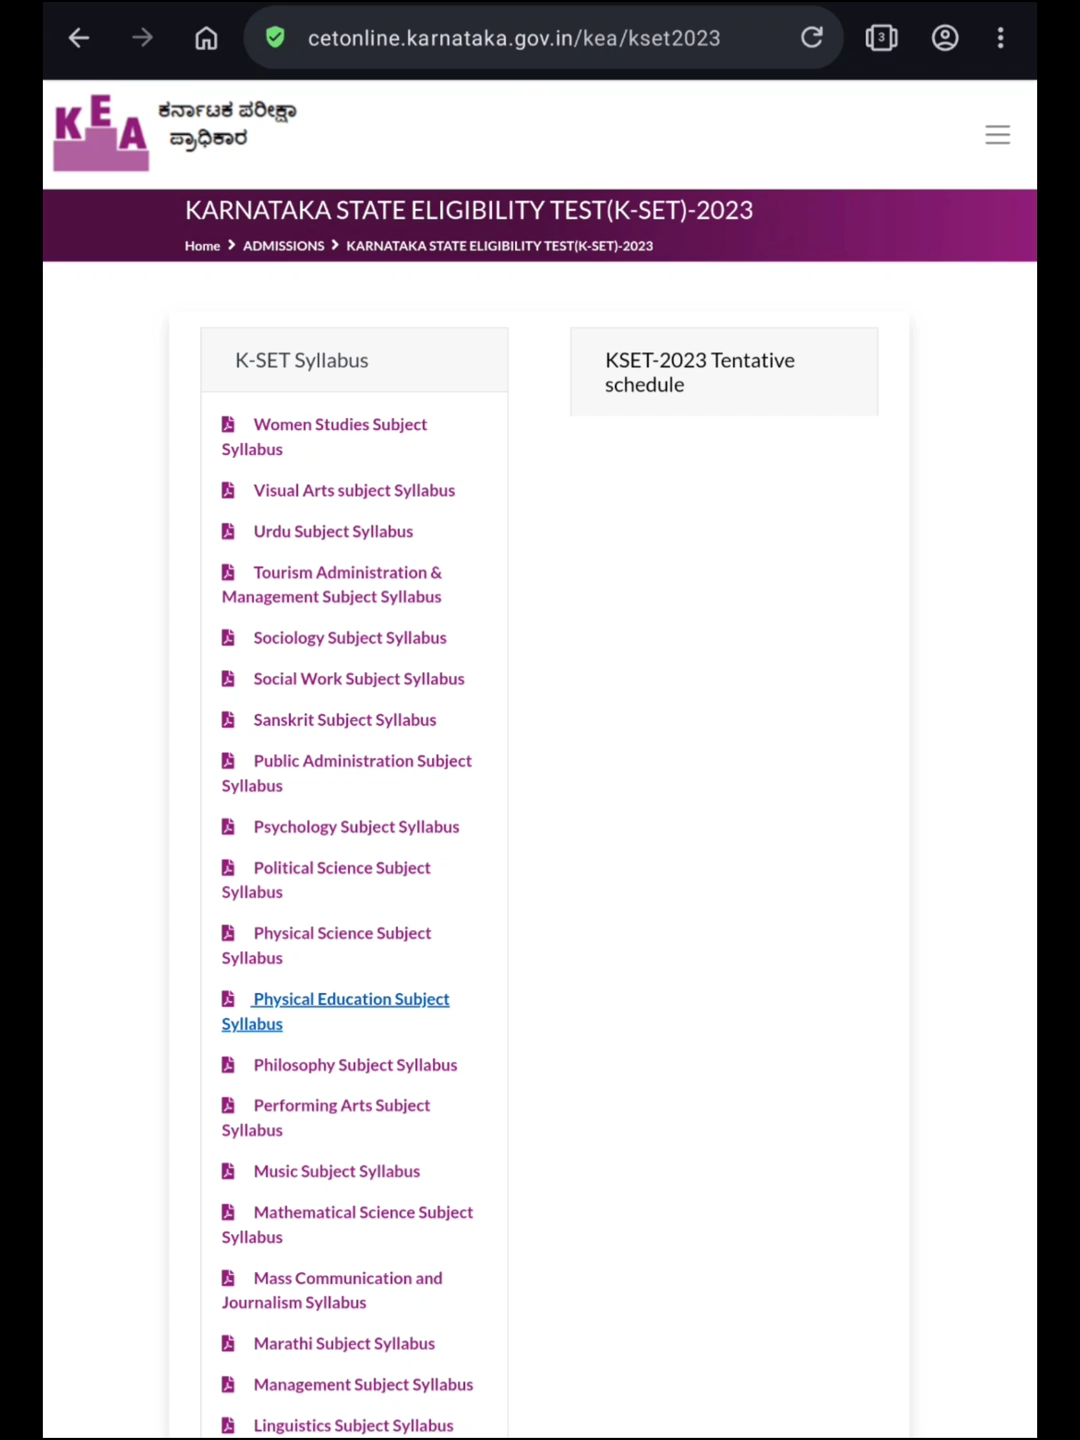 cetonline.karnataka.gov.in/kea/kset2023
3
KEA
ಕರ್ನಾಟಕ ಪರೀಕ್ಷಾ
ಪ್ರಾಧಿಕಾರ
KARNATAKA STATE ELIGIBILITY TEST(K-SET)-2023
Home > ADMISSIONS > KARNATAKA STATE ELIGIBILITY TEST(K-SET)-2023
K-SET Syllabus
Women Studies Subject
Syllabus
Visual Arts subject Syllabus
Urdu Subject Syllabus
Tourism Administration &
Management Subject Syllabus
Sociology Subject Syllabus
Social Work Subject Syllabus
Sanskrit Subject Syllabus
Public Administration Subject
Syllabus
Psychology Subject Syllabus
Political Science Subject
Syllabus
Physical Science Subject
Syllabus
Physical Education Subject
Syllabus
Philosophy Subject Syllabus
Performing Arts Subject
Syllabus
Music Subject Syllabus
Mathematical Science Subject
Syllabus
Mass Communication and
Journalism Syllabus
Marathi Subject Syllabus
Management Subject Syllabus
Linguistics Subject Syllabus
KSET-2023 Tentative
schedule